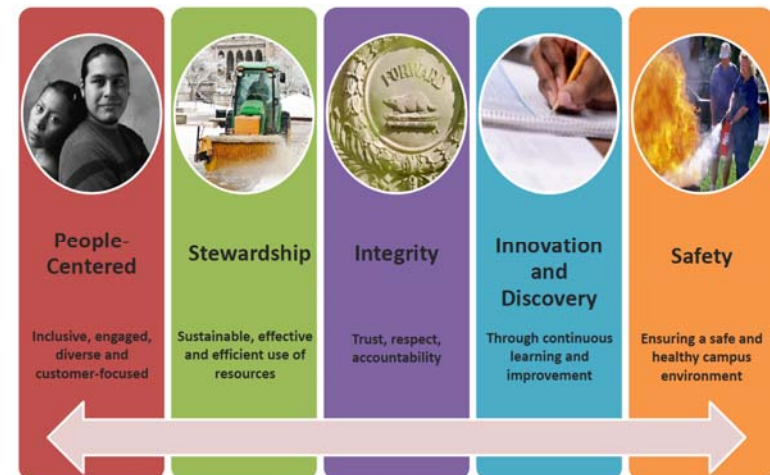 FORWARD
People-
Centered
Inclusive, engaged,
diverse and
customer-focused
Stewardship
Sustainable, effective
and efficient use of
resources
Integrity
Trust, respect,
accountability
Innovation
and
Discovery
Through continuous
learning and
improvement
Safety
Ensuring a safe and
healthy campus
environment